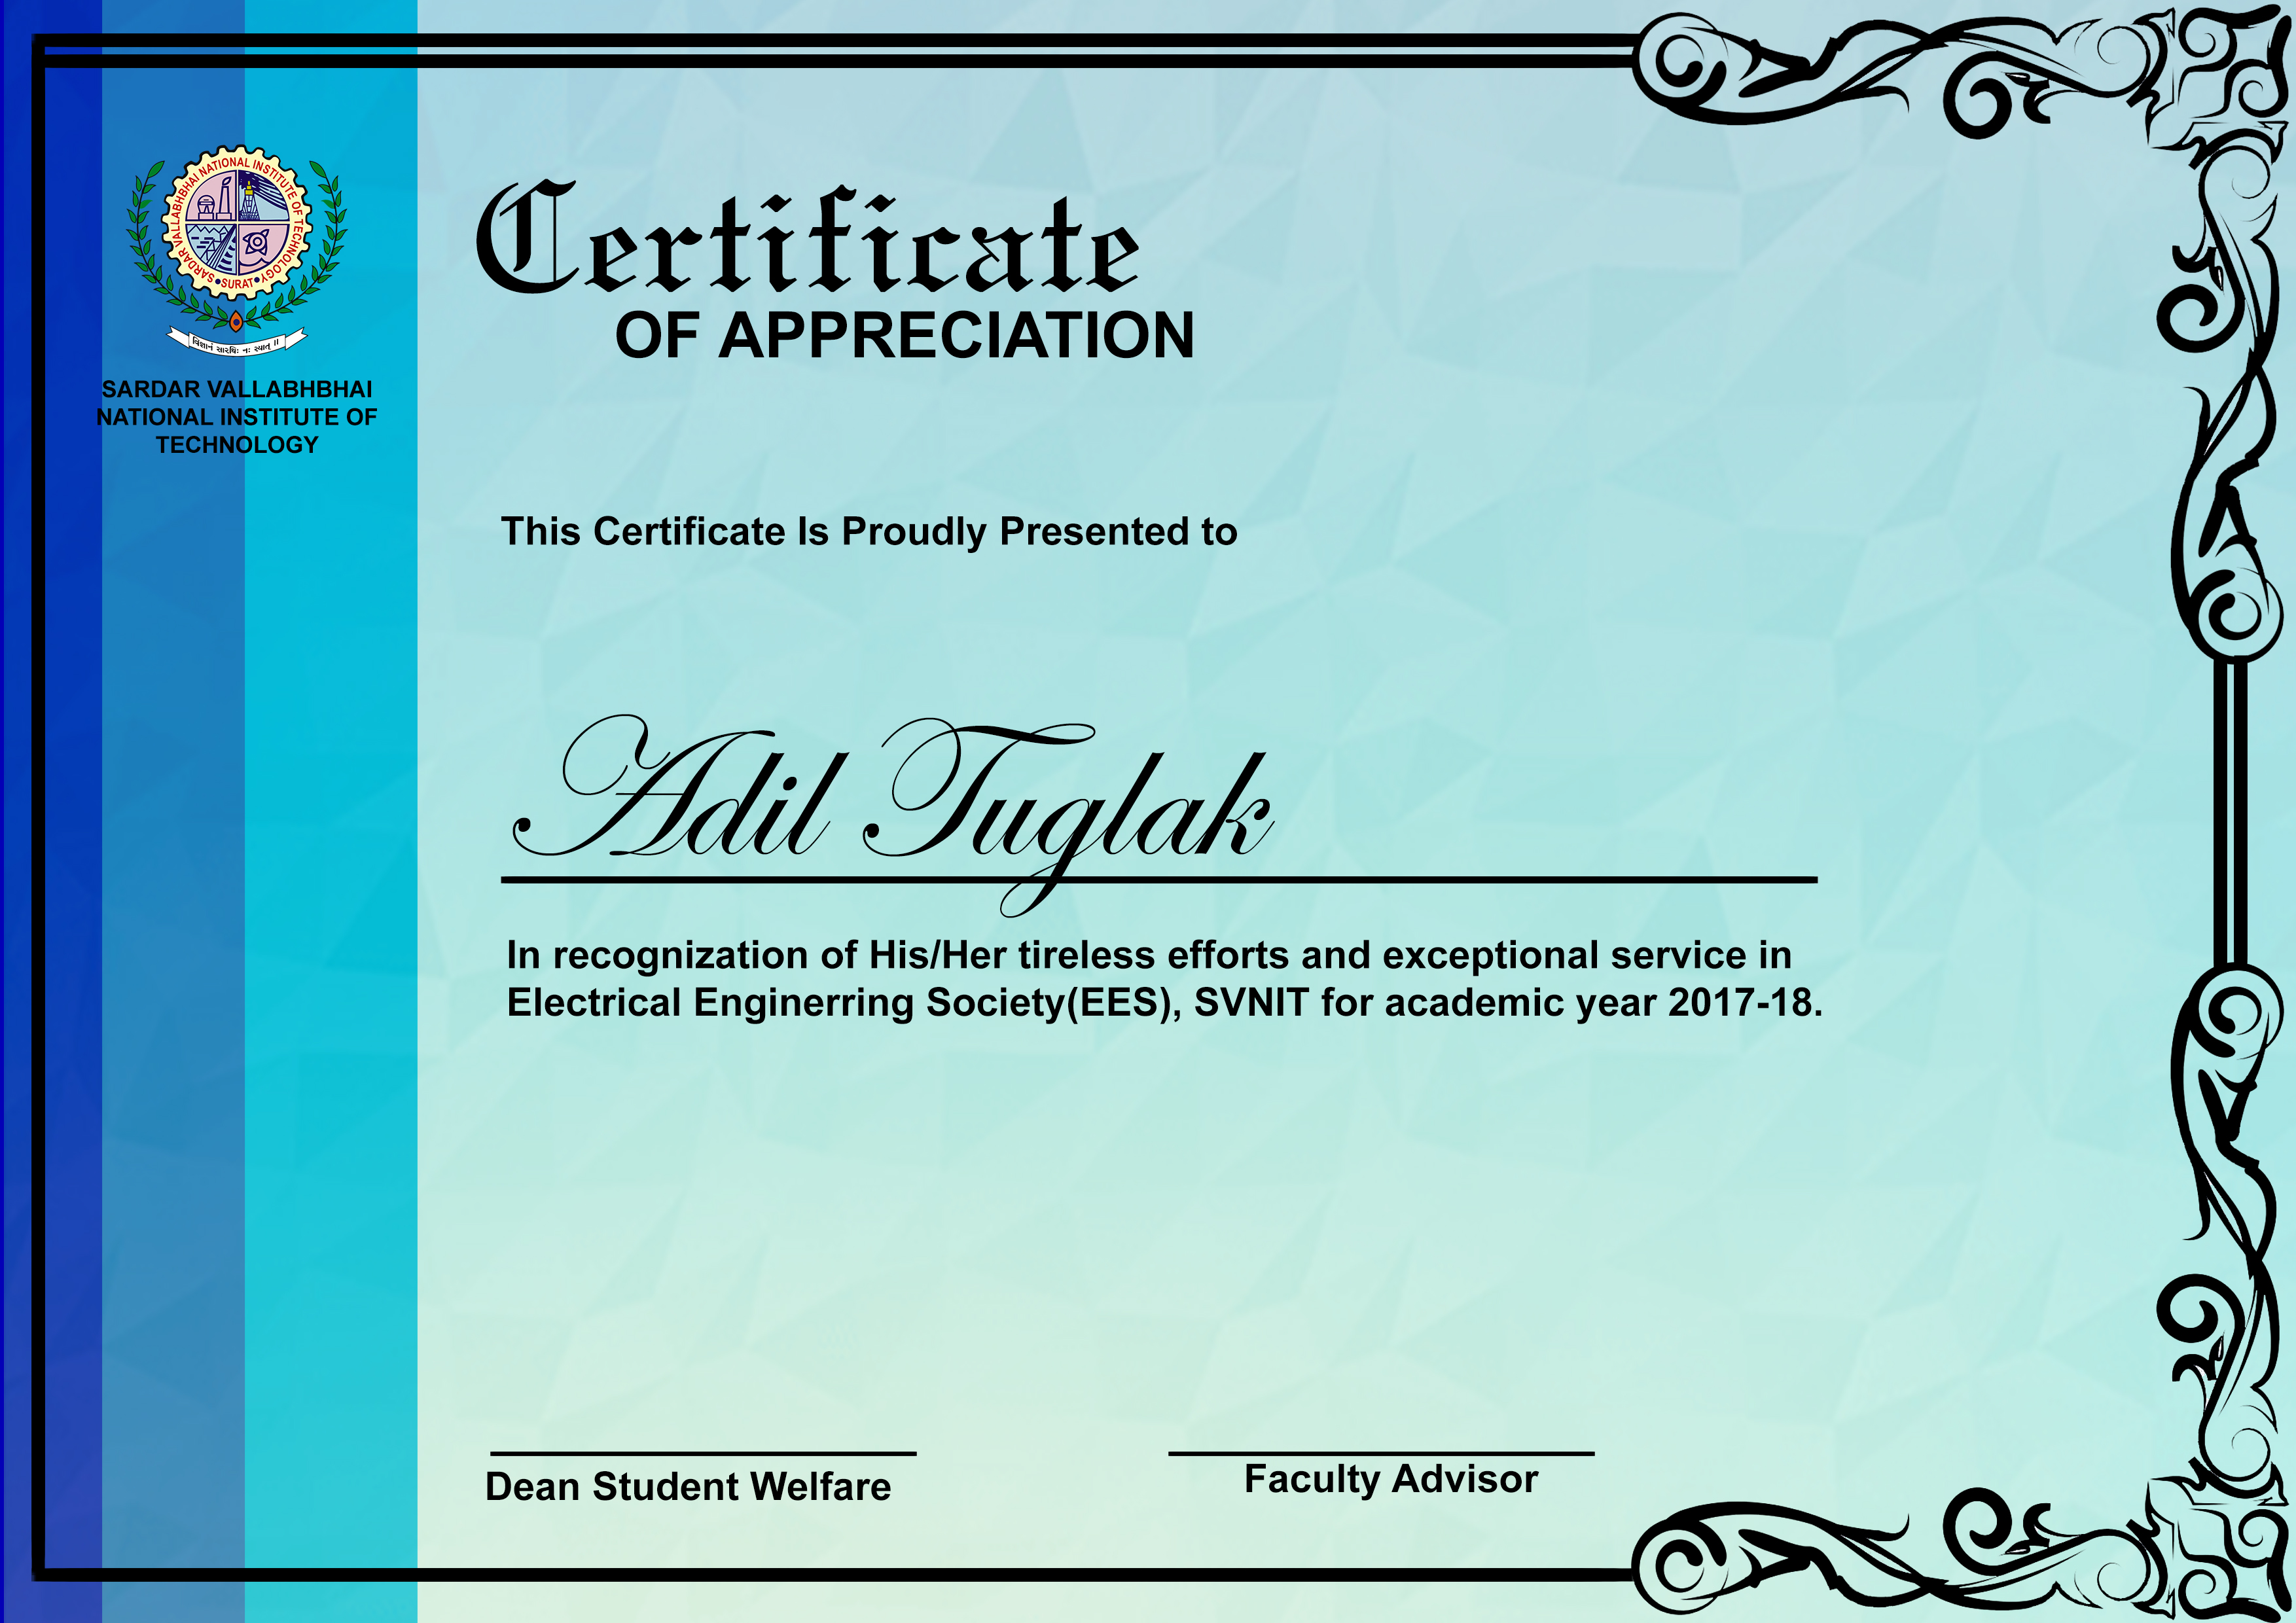 SARDAR VALLABHBHAI NATIONAL INSTITUTE OF TECHNOLOGY
• SURAT •
विज्ञानं सारथिः नः स्यात् ॥
SARDAR VALLABHBHAI
NATIONAL INSTITUTE OF
TECHNOLOGY
Certificate
OF APPRECIATION
This Certificate Is Proudly Presented to
Adil Tuglak
In recognization of His/Her tireless efforts and exceptional service in
Electrical Enginerring Society(EES), SVNIT for academic year 2017-18.
Dean Student Welfare
Faculty Advisor